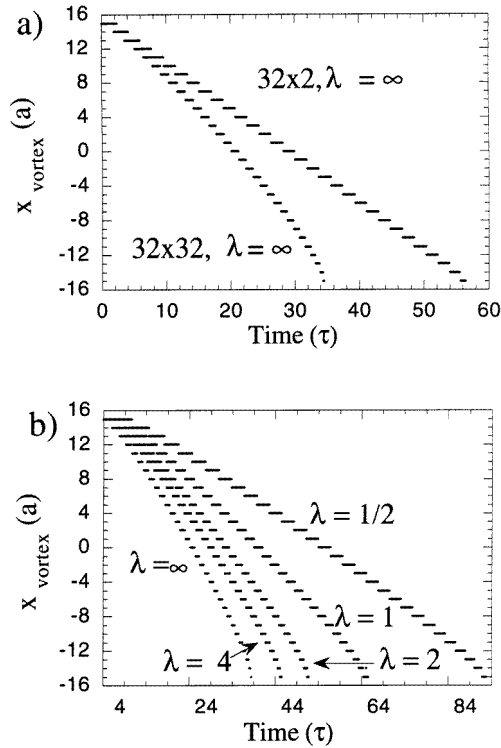 a)
16
12
8
4
0
-4
-8
-12
-16
x vortex (a)
32x2, λ = ∞
32x32, λ = ∞
0 10 20 30 40 50 60
Time (τ)
b)
16
12
8
4
0
-4
-8
-12
-16
x vortex (a)
λ = 1/2
λ = ∞
λ = 1
λ = 4
λ = 2
4 24 44 64 84
Time (τ)